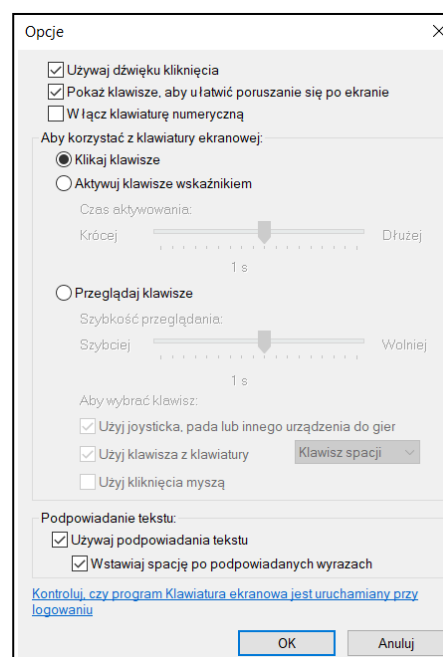 Opcje
Używaj dźwięku kliknięcia
Pokaż klawisze, aby ułatwić poruszanie się po ekranie
Włącz klawiaturę numeryczną
Aby korzystać z klawiatury ekranowej:
Klikaj klawisze
Aktywuj klawisze wskaźnikiem
Czas aktywowania:
Krócej Dłużej
1 s
Przeglądaj klawisze
Szybkość przeglądania:
Szybciej Wolniej
1 s
Aby wybrać klawisz:
Użyj joysticka, pada lub innego urządzenia do gier
Użyj klawisza z klawiatury Klawisz spacji
Użyj kliknięcia myszą
Podpowiadanie tekstu:
Używaj podpowiadania tekstu
Wstawiaj spację po podpowiadanych wyrazach
Kontroluj, czy program Klawiatura ekranowa jest uruchamiany przy
logowaniu
OK Anuluj